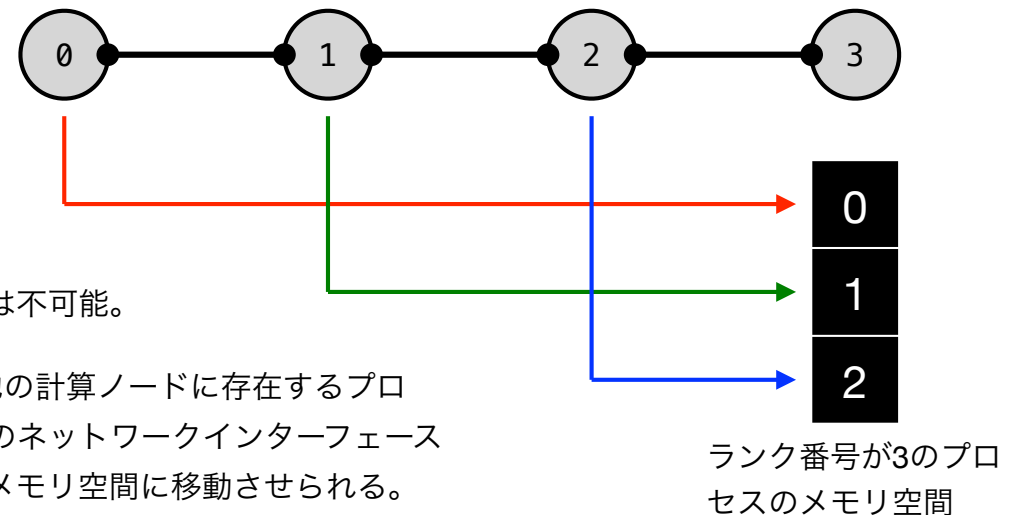 0 1 2 3
0
1
は不可能。
2
の計算ノードに存在するプロ
のネットワークインターフェース
メモリ空間に移動させられる。
ランク番号が3のプロ
セスのメモリ空間